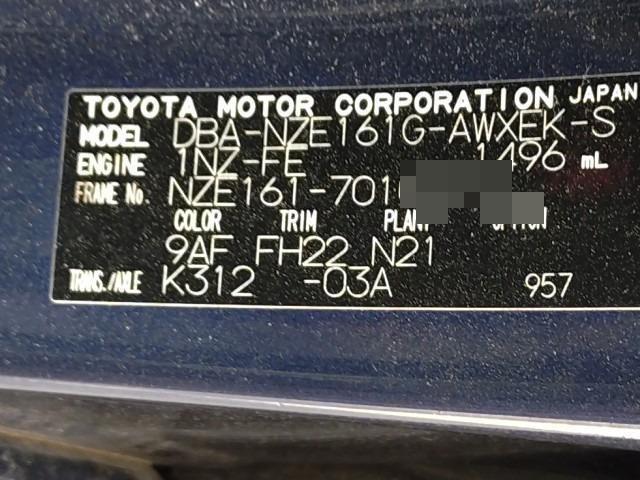 TOYOTA MOTOR CORPORATION JAPAN
MODEL DBA-NZE161G-AWXEK-S
ENGINE 1NZ-FE 1496 mL
FRAME No. NZE161-701
COLOR TRIM PLANT
9AF FH22 N21
TRANS./AXLE K312 -03A 957